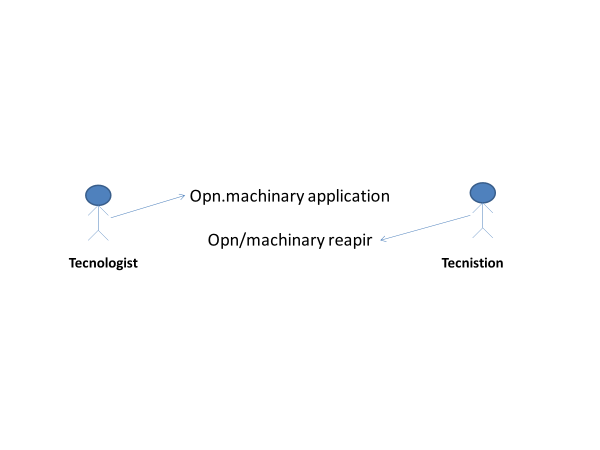 Opn.machinary application
Opn/machinary reapir
Tecnologist
Tecnistion